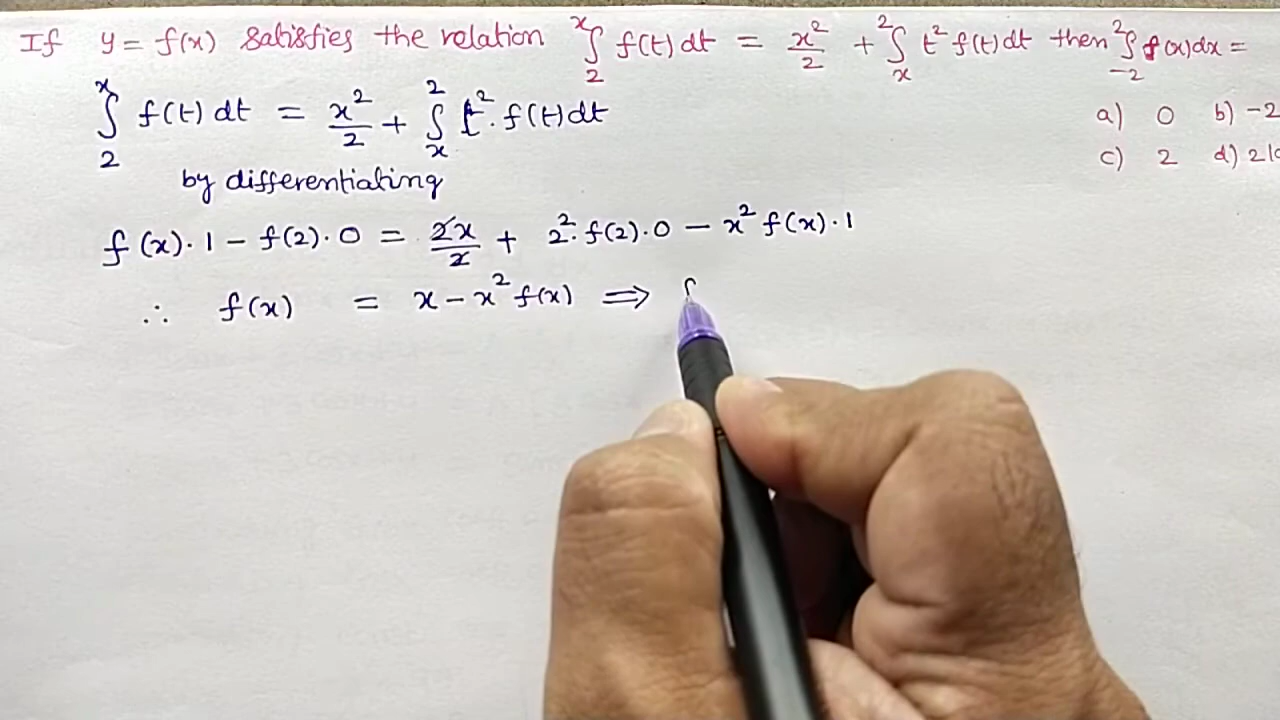 If y = f(x) satisfies the relation ∫₂ˣ f(t) dt = x²/2 + ∫ₓ² t² f(t) dt then ∫₋₂² f(x) dx =
a) 0 b) -2
c) 2 d)
∫₂ˣ f(t) dt = x²/2 + ∫ₓ² t². f(t) dt
by differentiating
f(x)·1 - f(2)·0 = 2x/2 + 2². f(2)·0 - x² f(x)·1
∴ f(x) = x - x² f(x) ⟹